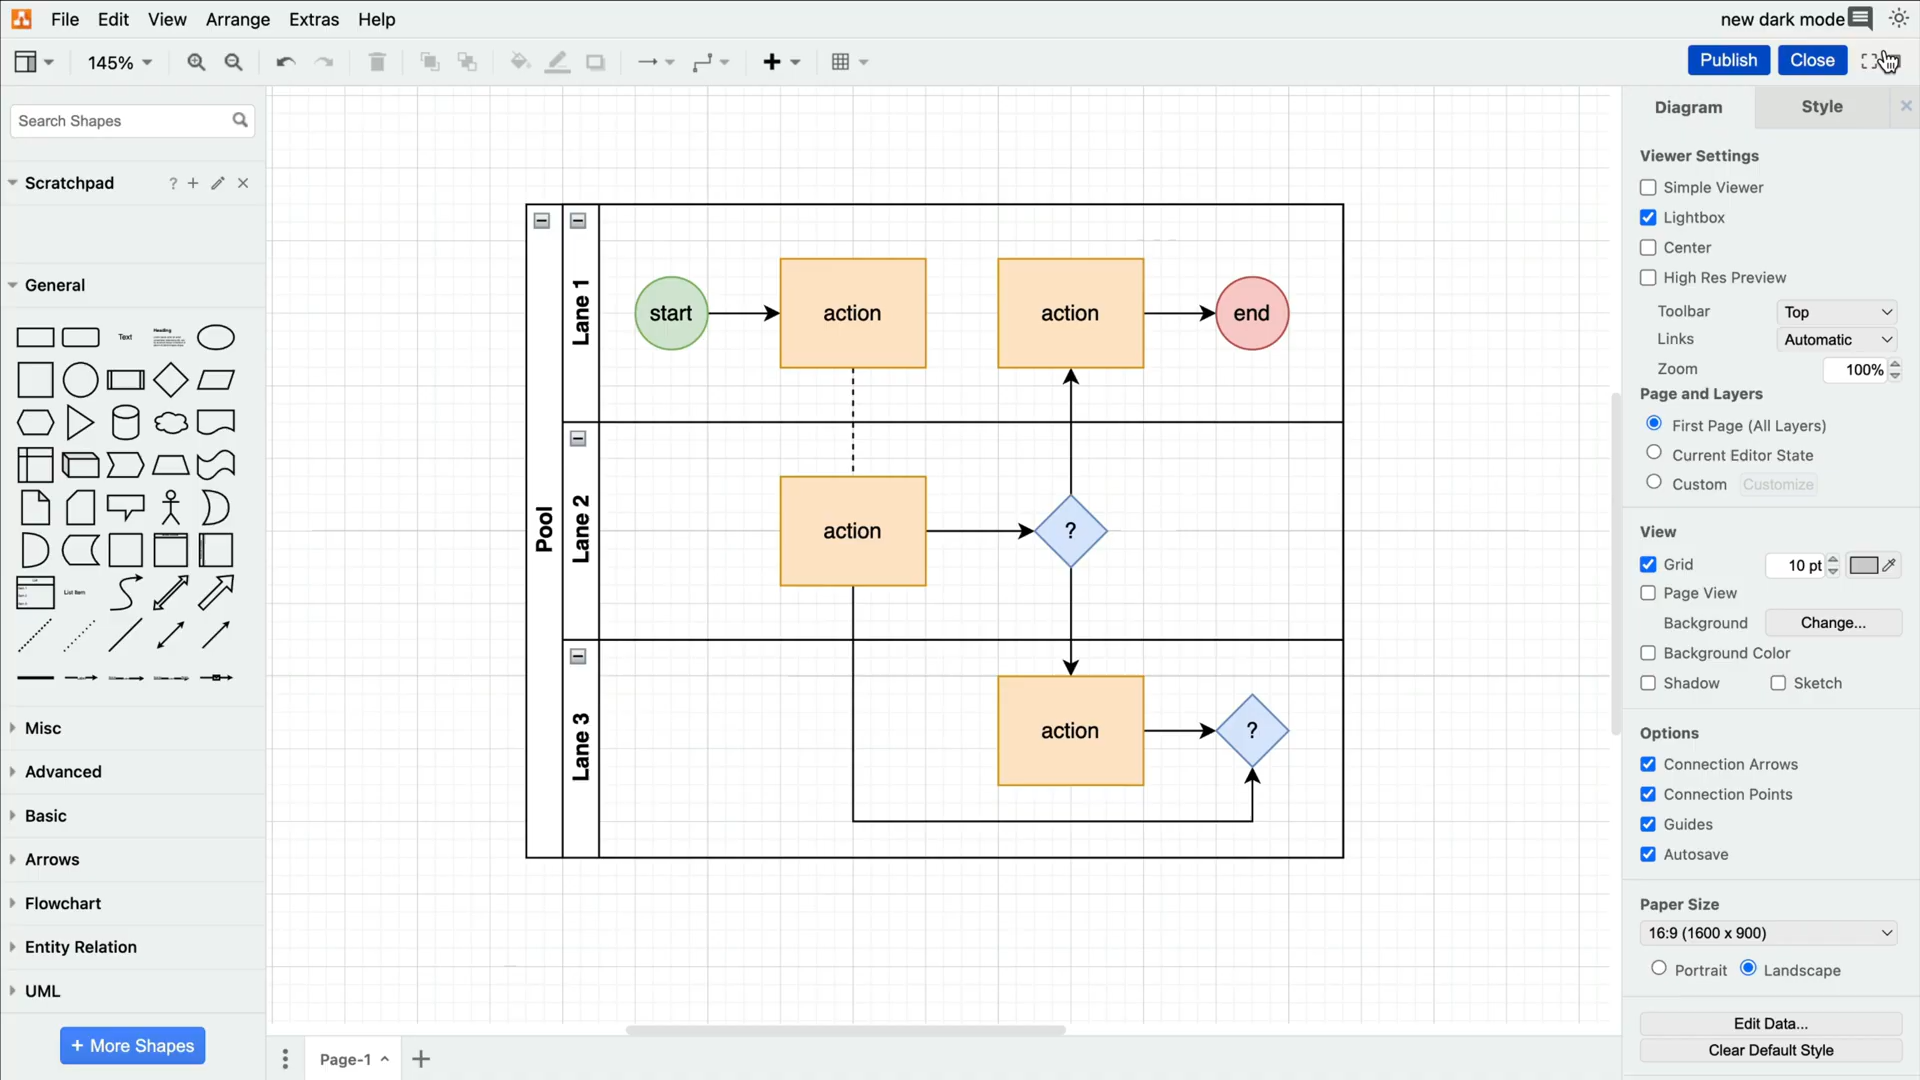 File Edit View Arrange Extras Help
new dark mode
145%
Publish Close
Search Shapes
Scratchpad ?
General
Text
Heading
List Item
Misc
Advanced
Basic
Arrows
Flowchart
Entity Relation
UML
+ More Shapes
Pool
Lane 1
start action action end
Lane 2
action ?
Lane 3
action ?
Page-1
Diagram Style
Viewer Settings
Simple Viewer
Lightbox
Center
High Res Preview
Toolbar Top
Links Automatic
Zoom 100%
Page and Layers
First Page (All Layers)
Current Editor State
Custom Customize
View
Grid 10 pt
Page View
Background Change...
Background Color
Shadow Sketch
Options
Connection Arrows
Connection Points
Guides
Autosave
Paper Size
16:9 (1600 x 900)
Portrait Landscape
Edit Data...
Clear Default Style